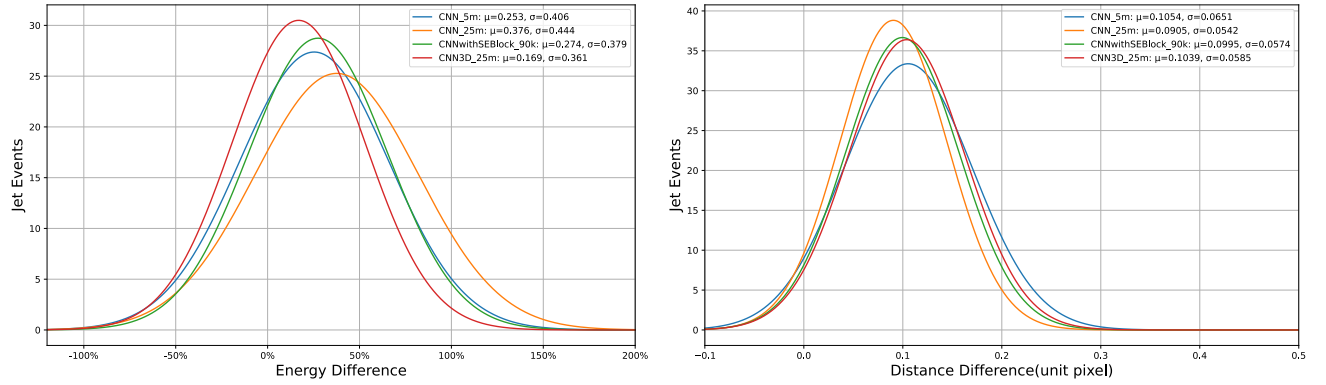 CNN_5m: μ=0.253, σ=0.406
CNN_25m: μ=0.376, σ=0.444
CNNwithSEBlock_90k: μ=0.274, σ=0.379
CNN3D_25m: μ=0.169, σ=0.361
Jet Events
30
25
20
15
10
5
0
-100%
-50%
0%
50%
100%
150%
200%
Energy Difference
CNN_5m: μ=0.1054, σ=0.0651
CNN_25m: μ=0.0905, σ=0.0542
CNNwithSEBlock_90k: μ=0.0995, σ=0.0574
CNN3D_25m: μ=0.1039, σ=0.0585
Jet Events
40
35
30
25
20
15
10
5
0
−0.1
0.0
0.1
0.2
0.3
0.4
0.5
Distance Difference(unit pixel)